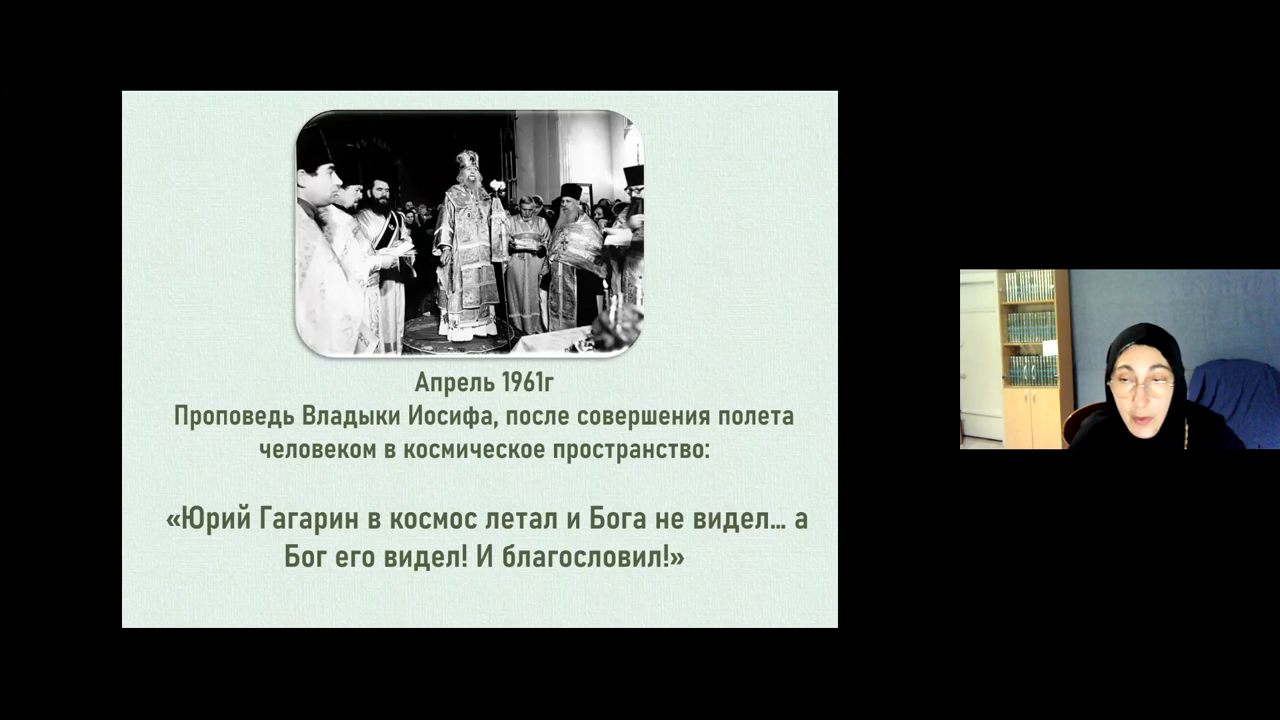 Апрель 1961г
Проповедь Владыки Иосифа, после совершения полета
человеком в космическое пространство:
«Юрий Гагарин в космос летал и Бога не видел... а
Бог его видел! И благословил!»